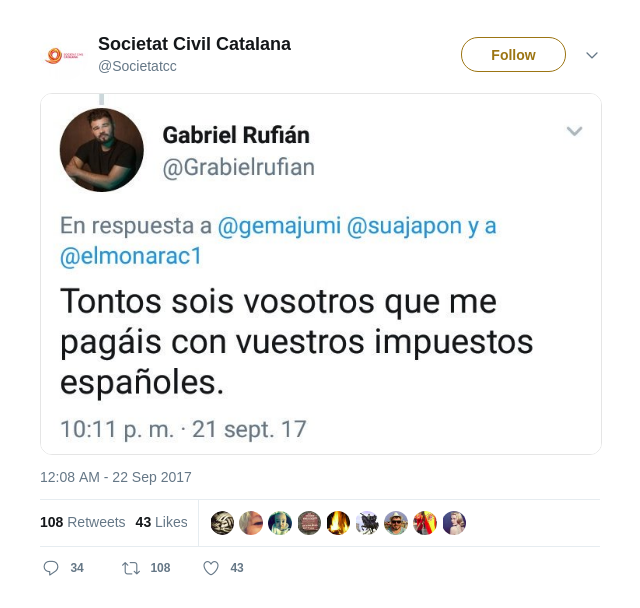 Societat Civil Catalana
@Societatcc
Follow
Gabriel Rufián
@Grabielrufian
En respuesta a @gemajumi @suajapon y a
@elmonarac1
Tontos sois vosotros que me
pagáis con vuestros impuestos
españoles.
10:11 p. m. · 21 sept. 17
12:08 AM - 22 Sep 2017
108 Retweets 43 Likes
34 108 43